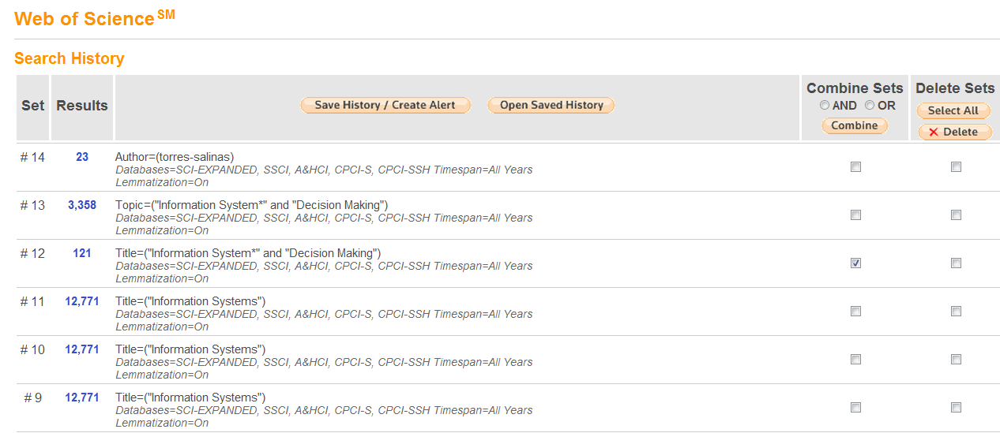 Web of Science SM
Search History
Set Results Save History / Create Alert Open Saved History Combine Sets Delete Sets
AND OR Select All
Combine Delete
# 14 23 Author=(torres-salinas)
Databases=SCI-EXPANDED, SSCI, A&HCI, CPCI-S, CPCI-SSH Timespan=All Years
Lemmatization=On
# 13 3,358 Topic=("Information System*" and "Decision Making")
Databases=SCI-EXPANDED, SSCI, A&HCI, CPCI-S, CPCI-SSH Timespan=All Years
Lemmatization=On
# 12 121 Title=("Information System*" and "Decision Making")
Databases=SCI-EXPANDED, SSCI, A&HCI, CPCI-S, CPCI-SSH Timespan=All Years
Lemmatization=On
# 11 12,771 Title=("Information Systems")
Databases=SCI-EXPANDED, SSCI, A&HCI, CPCI-S, CPCI-SSH Timespan=All Years
Lemmatization=On
# 10 12,771 Title=("Information Systems")
Databases=SCI-EXPANDED, SSCI, A&HCI, CPCI-S, CPCI-SSH Timespan=All Years
Lemmatization=On
# 9 12,771 Title=("Information Systems")
Databases=SCI-EXPANDED, SSCI, A&HCI, CPCI-S, CPCI-SSH Timespan=All Years
Lemmatization=On